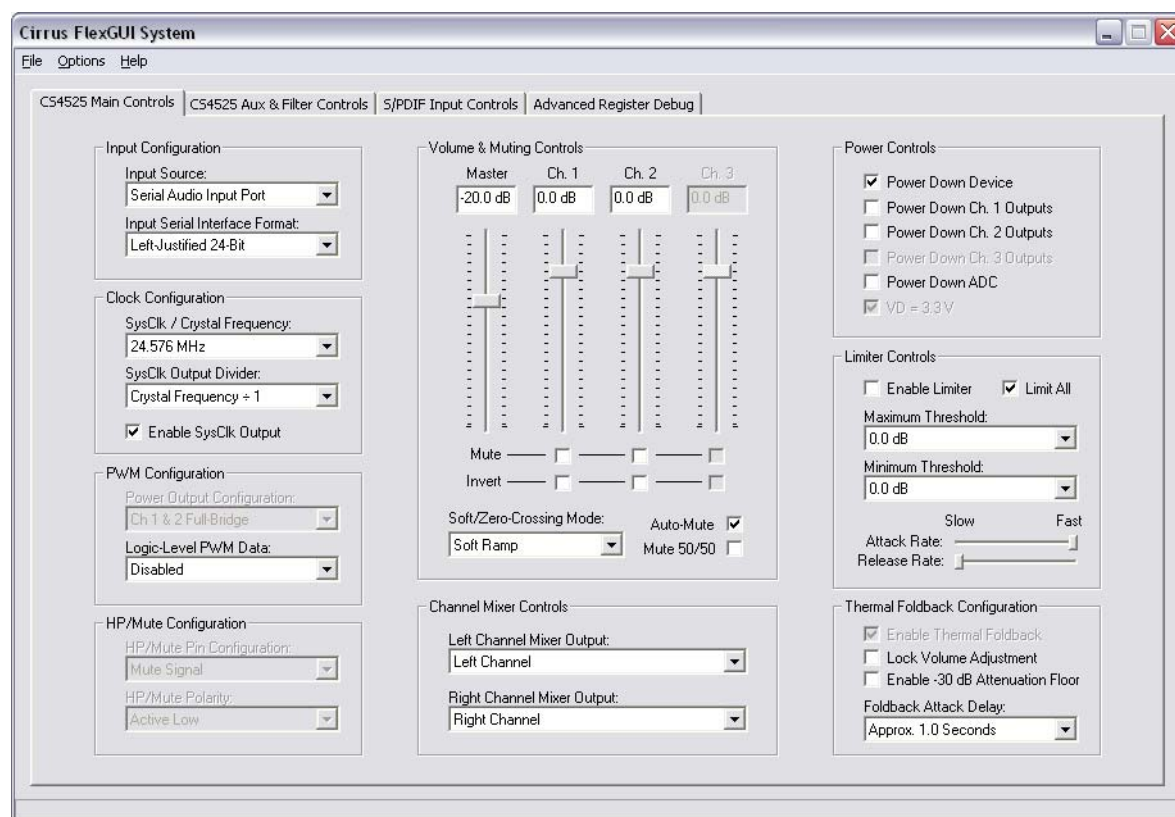 Cirrus FlexGUI System
File Options Help
CS4525 Main Controls CS4525 Aux & Filter Controls S/PDIF Input Controls Advanced Register Debug
Input Configuration
Input Source:
Serial Audio Input Port
Input Serial Interface Format:
Left-Justified 24-Bit
Clock Configuration
SysClk / Crystal Frequency:
24.576 MHz
SysClk Output Divider:
Crystal Frequency ÷ 1
Enable SysClk Output
PWM Configuration
Power Output Configuration:
Ch 1 & 2 Full-Bridge
Logic-Level PWM Data:
Disabled
HP/Mute Configuration
HP/Mute Pin Configuration:
Mute Signal
HP/Mute Polarity:
Active Low
Volume & Muting Controls
Master Ch. 1 Ch. 2 Ch. 3
-20.0 dB 0.0 dB 0.0 dB 0.0 dB
Mute
Invert
Soft/Zero-Crossing Mode:
Soft Ramp
Auto-Mute
Mute 50/50
Channel Mixer Controls
Left Channel Mixer Output:
Left Channel
Right Channel Mixer Output:
Right Channel
Power Controls
Power Down Device
Power Down Ch. 1 Outputs
Power Down Ch. 2 Outputs
Power Down Ch. 3 Outputs
Power Down ADC
VD = 3.3 V
Limiter Controls
Enable Limiter Limit All
Maximum Threshold:
0.0 dB
Minimum Threshold:
0.0 dB
Slow Fast
Attack Rate:
Release Rate:
Thermal Foldback Configuration
Enable Thermal Foldback
Lock Volume Adjustment
Enable -30 dB Attenuation Floor
Foldback Attack Delay:
Approx. 1.0 Seconds